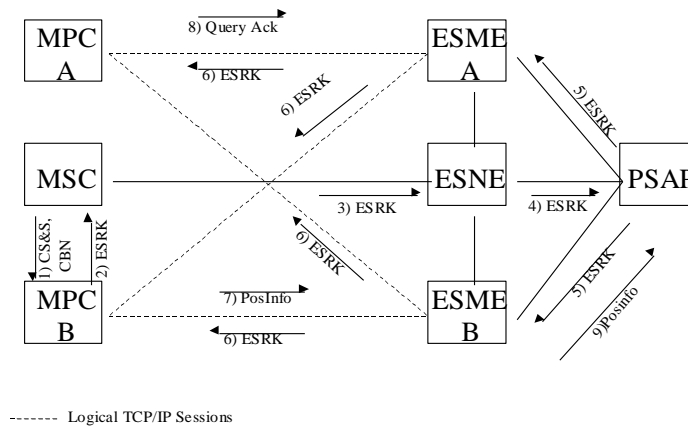 8) Query Ack
MPC
A
ESME
A
6) ESRK
6) ESRK
5) ESRK
MSC
ESNE
PSAP
3) ESRK
4) ESRK
1) CS&S,
CBN
2) ESRK
6) ESRK
5) ESRK
9)Posinfo
MPC
B
7) PosInfo
ESME
B
6) ESRK
Logical TCP/IP Sessions